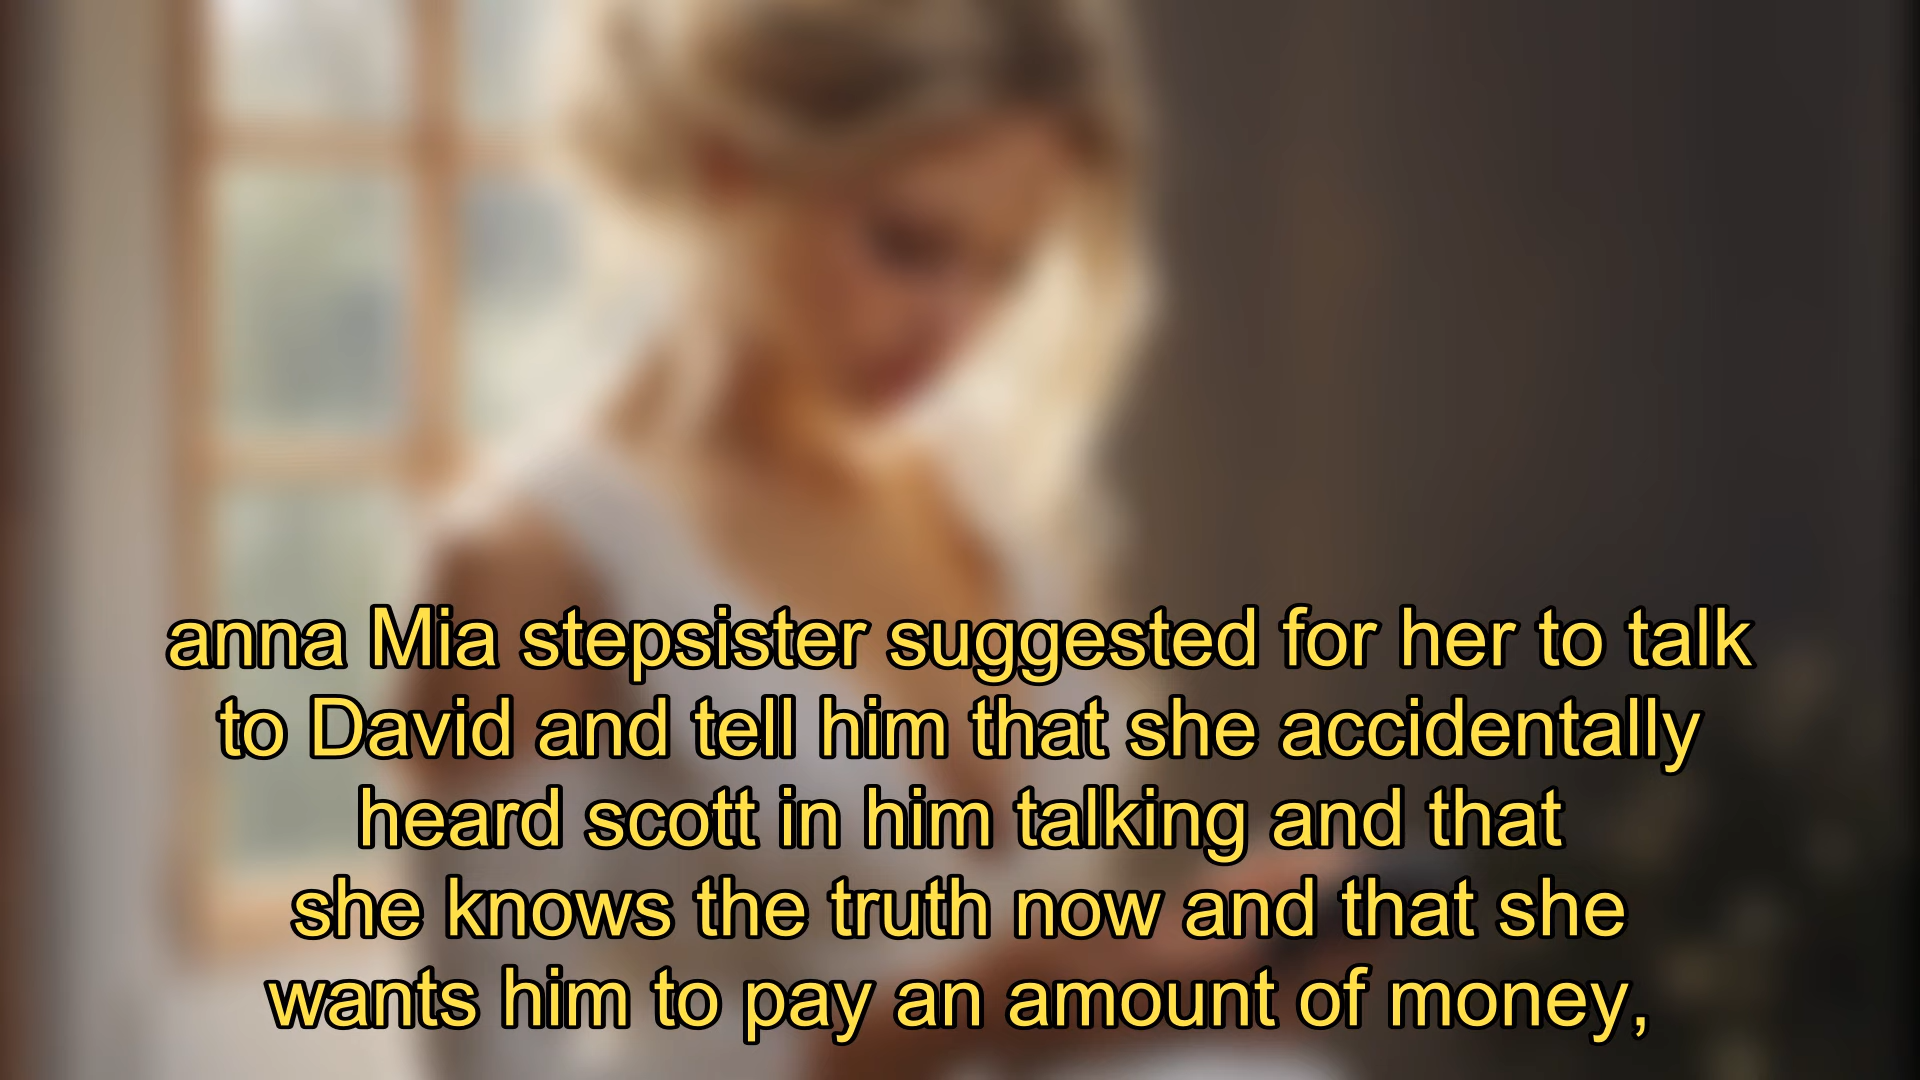 anna Mia stepsister suggested for her to talk
to David and tell him that she accidentally
heard scott in him talking and that
she knows the truth now and that she
wants him to pay an amount of money,